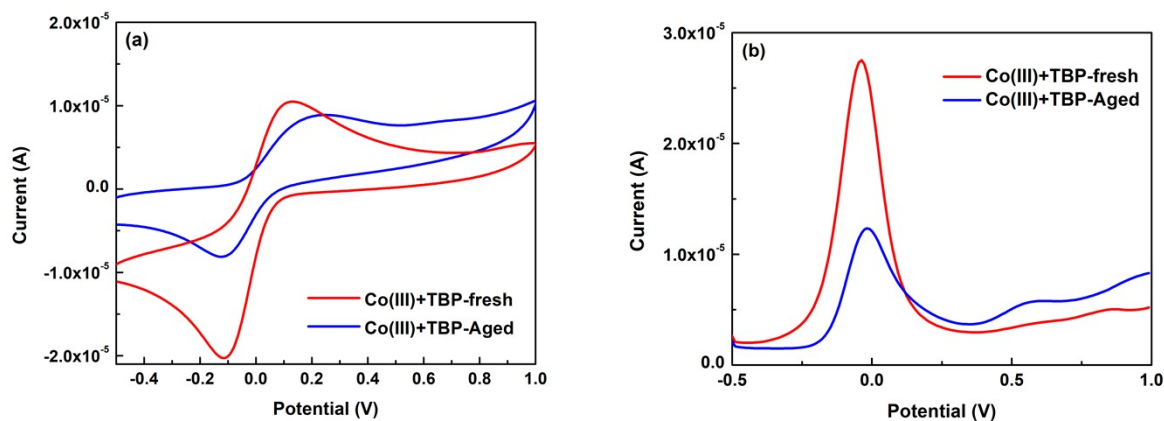 (a)
Current (A)
2.0x10⁻⁵
1.0x10⁻⁵
0.0
-1.0x10⁻⁵
-2.0x10⁻⁵
Co(III)+TBP-fresh
Co(III)+TBP-Aged
-0.4 -0.2 0.0 0.2 0.4 0.6 0.8 1.0
Potential (V)
(b)
Current (A)
3.0x10⁻⁵
2.0x10⁻⁵
1.0x10⁻⁵
0.0
Co(III)+TBP-fresh
Co(III)+TBP-Aged
-0.5 0.0 0.5 1.0
Potential (V)